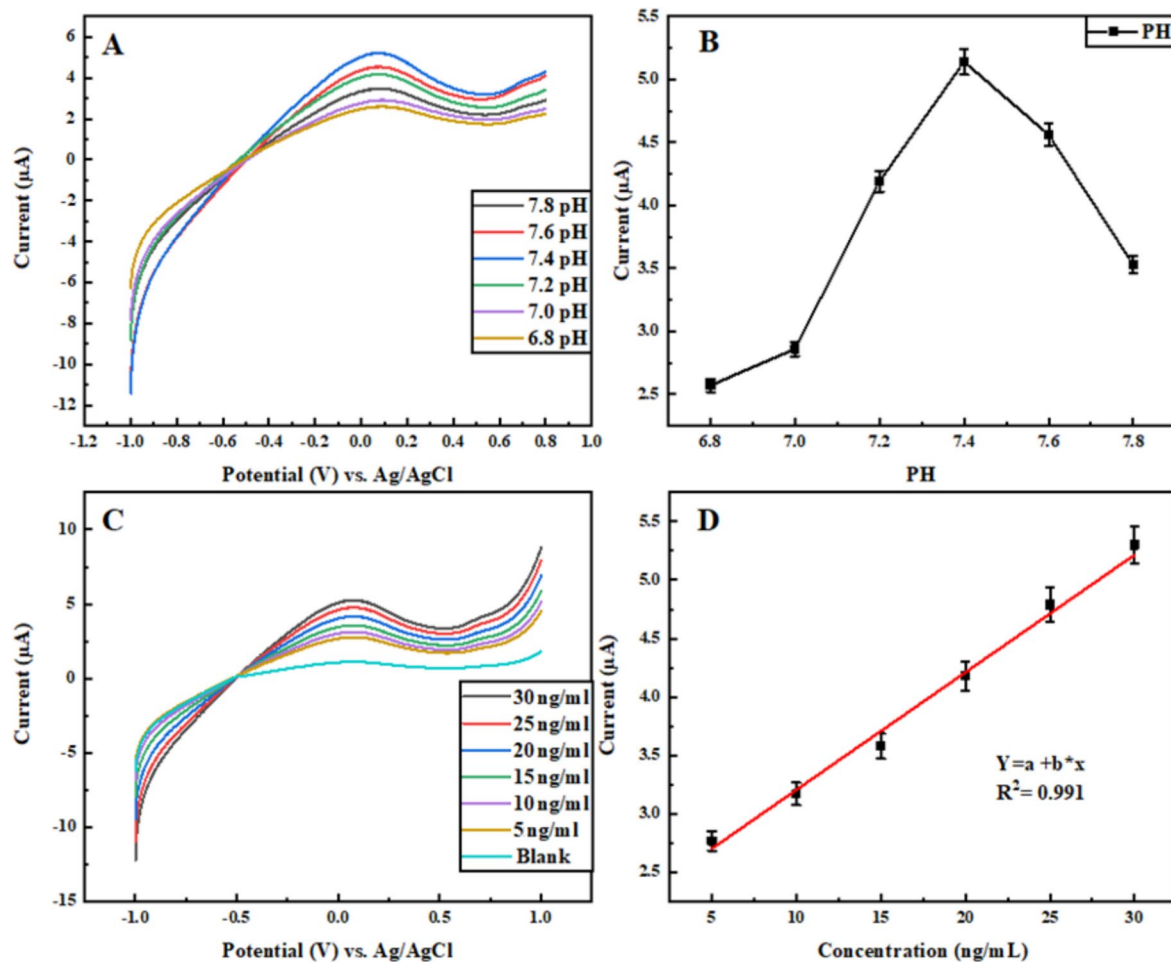 A
6
4
2
0
-2
-4
-6
-8
-10
-12
Current (μA)
7.8 pH
7.6 pH
7.4 pH
7.2 pH
7.0 pH
6.8 pH
-1.2 -1.0 -0.8 -0.6 -0.4 -0.2 0.0 0.2 0.4 0.6 0.8 1.0
Potential (V) vs. Ag/AgCl
B
PH
5.5
5.0
4.5
4.0
3.5
3.0
2.5
Current (μA)
6.8 7.0 7.2 7.4 7.6 7.8
PH
C
10
5
0
-5
-10
-15
Current (μA)
30 ng/ml
25 ng/ml
20 ng/ml
15 ng/ml
10 ng/ml
5 ng/ml
Blank
-1.0 -0.5 0.0 0.5 1.0
Potential (V) vs. Ag/AgCl
D
5.5
5.0
4.5
4.0
3.5
3.0
2.5
Current (μA)
Y=a +b*x
R²= 0.991
5 10 15 20 25 30
Concentration (ng/mL)